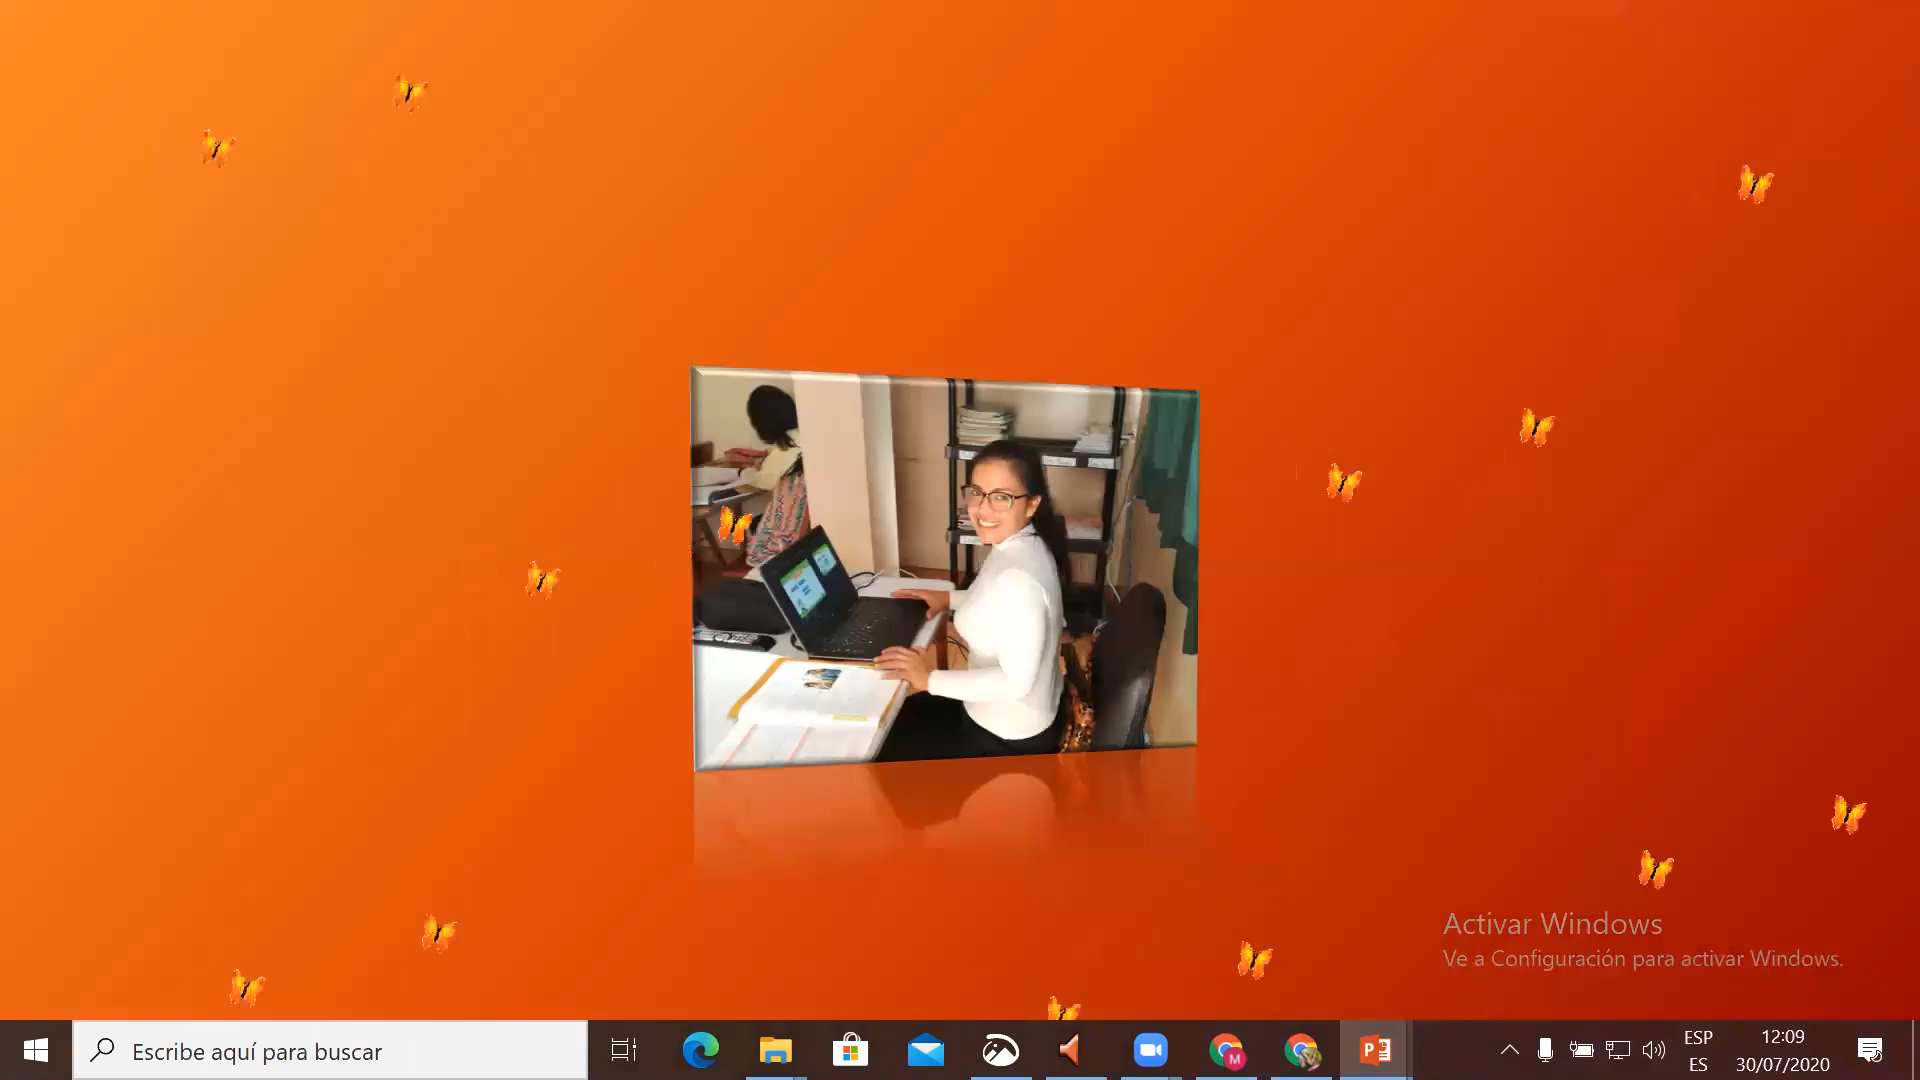 Activar Windows
Ve a Configuración para activar Windows.
Escribe aquí para buscar
M
P
ESP
ES
12:09
30/07/2020